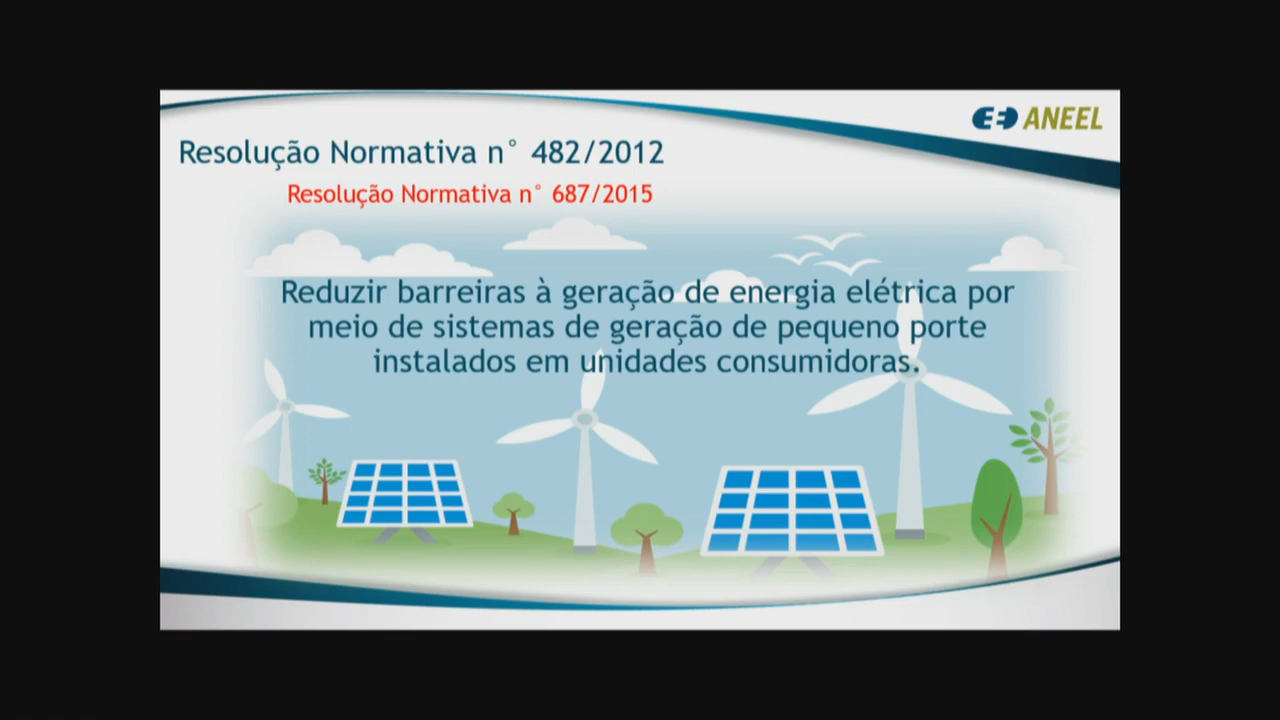 ANEEL
Resolução Normativa n° 482/2012
Resolução Normativa n° 687/2015
Reduzir barreiras à geração de energia elétrica por
meio de sistemas de geração de pequeno porte
instalados em unidades consumidoras.